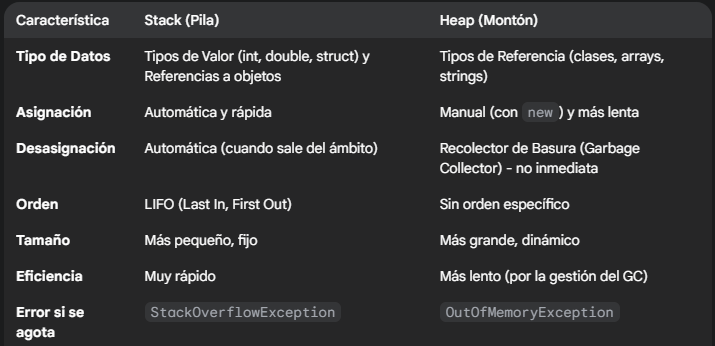 Característica Stack (Pila) Heap (Montón)
Tipo de Datos Tipos de Valor (int, double, struct) y Tipos de Referencia (clases, arrays,
Referencias a objetos strings)
Asignación Automática y rápida Manual (con new ) y más lenta
Desasignación Automática (cuando sale del ámbito) Recolector de Basura (Garbage
Collector) - no inmediata
Orden LIFO (Last In, First Out) Sin orden específico
Tamaño Más pequeño, fijo Más grande, dinámico
Eficiencia Muy rápido Más lento (por la gestión del GC)
Error si se StackOverflowException OutOfMemoryException
agota